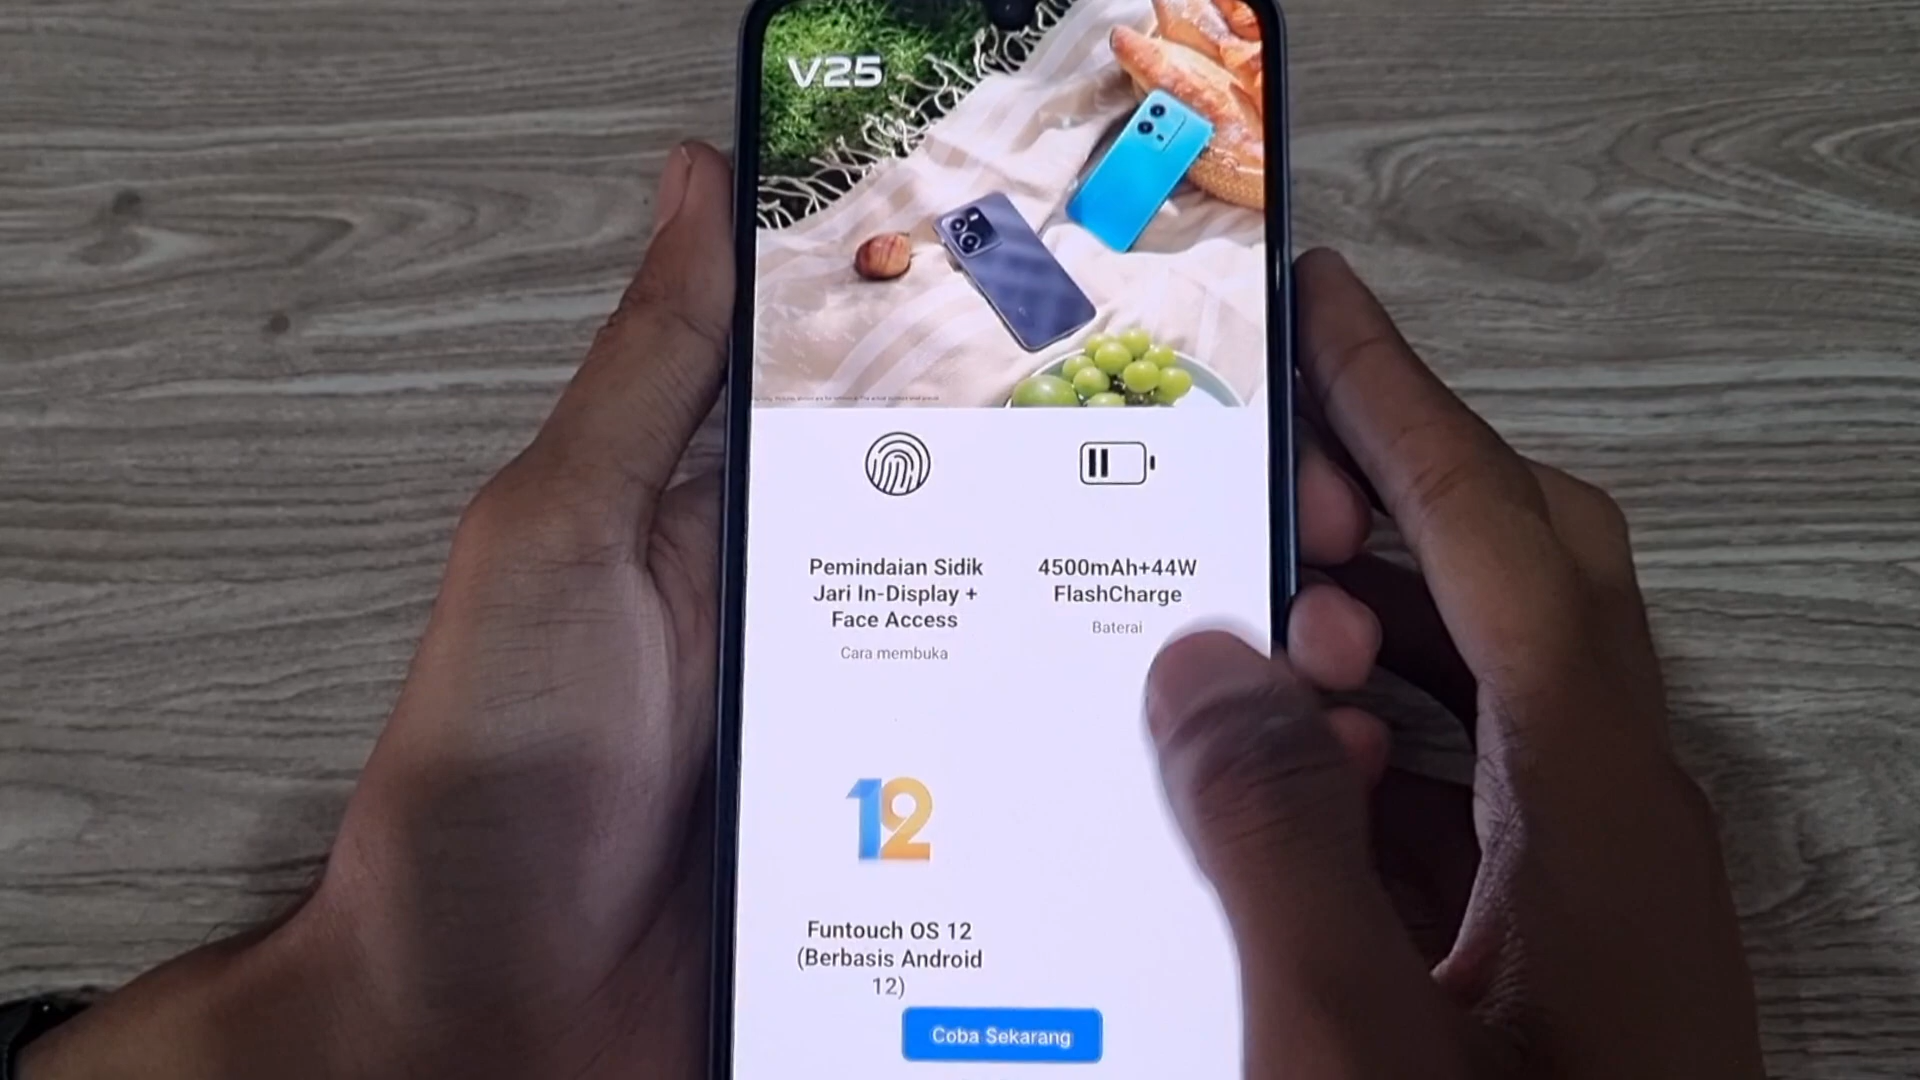 V25
Pemindaian Sidik
Jari In-Display +
Face Access
Cara membuka
4500mAh+44W
FlashCharge
Baterai
12
Funtouch OS 12
(Berbasis Android
12)
Coba Sekarang